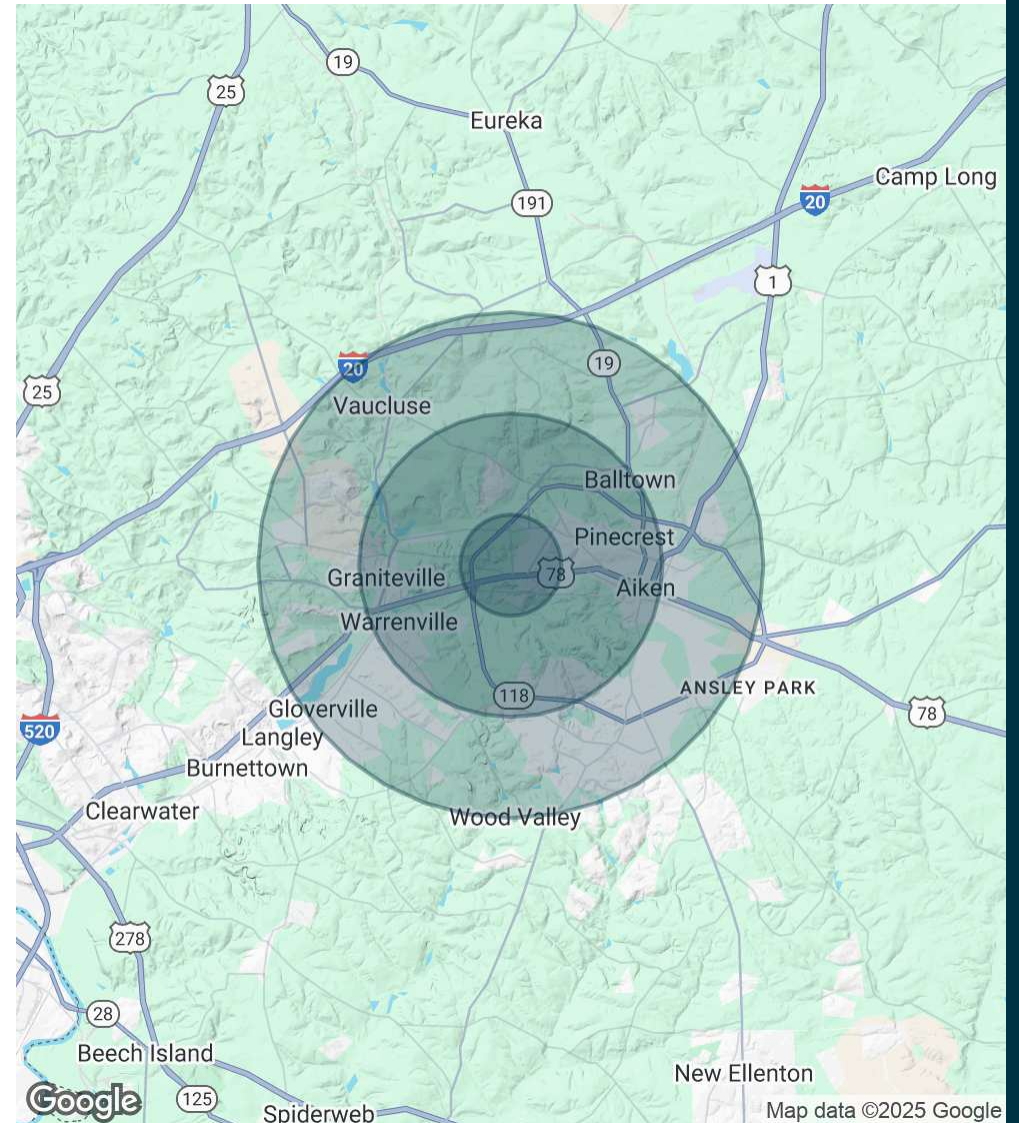 19
25
Eureka
Camp Long
20
191
1
19
20
25
Vaucluse
Balltown
Pinecrest
Graniteville
78
Aiken
Warrenville
ANSLEY PARK
118
Gloverville
78
520
Langley
Burnettown
Clearwater
Wood Valley
278
28
Beech Island
New Ellenton
125
Google
Spiderweb
Map data ©2025 Google